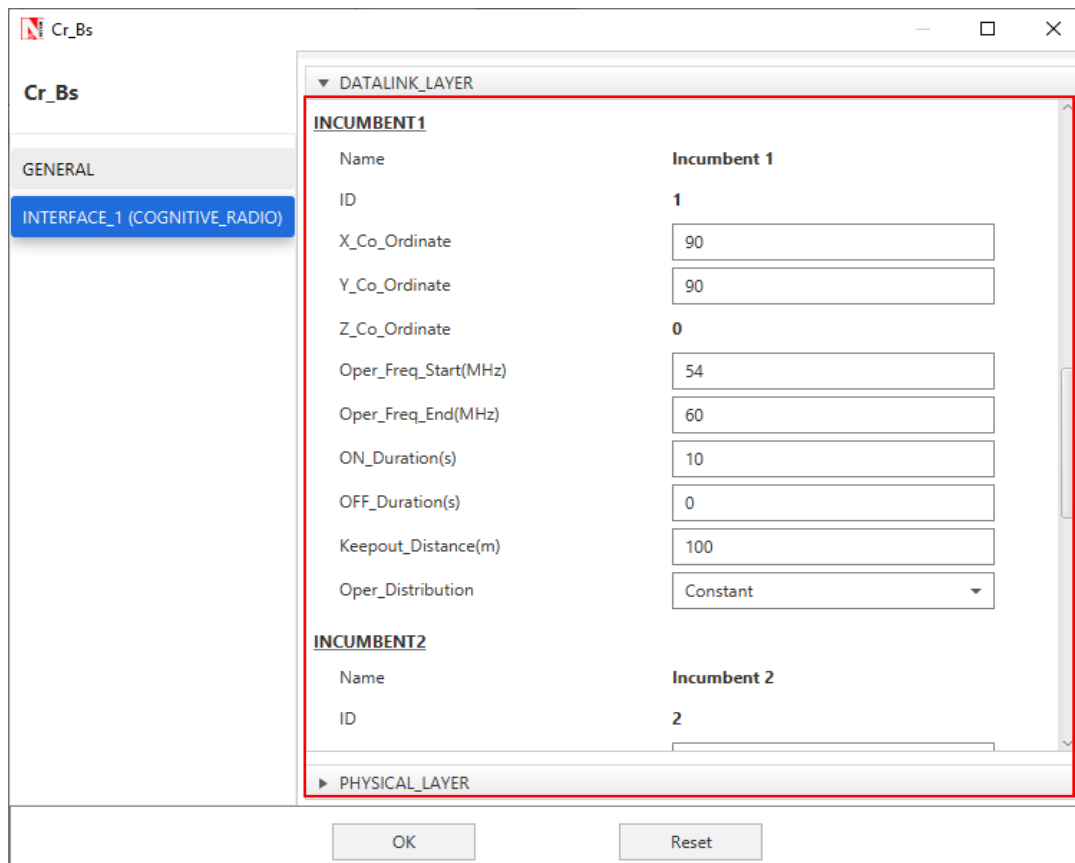 Cr_Bs
Cr_Bs
GENERAL
INTERFACE_1 (COGNITIVE_RADIO)
DATALINK_LAYER
INCUMBENT1
Name Incumbent 1
ID 1
X_Co_Ordinate 90
Y_Co_Ordinate 90
Z_Co_Ordinate 0
Oper_Freq_Start(MHz) 54
Oper_Freq_End(MHz) 60
ON_Duration(s) 10
OFF_Duration(s) 0
Keepout_Distance(m) 100
Oper_Distribution Constant
INCUMBENT2
Name Incumbent 2
ID 2
PHYSICAL_LAYER
OK Reset